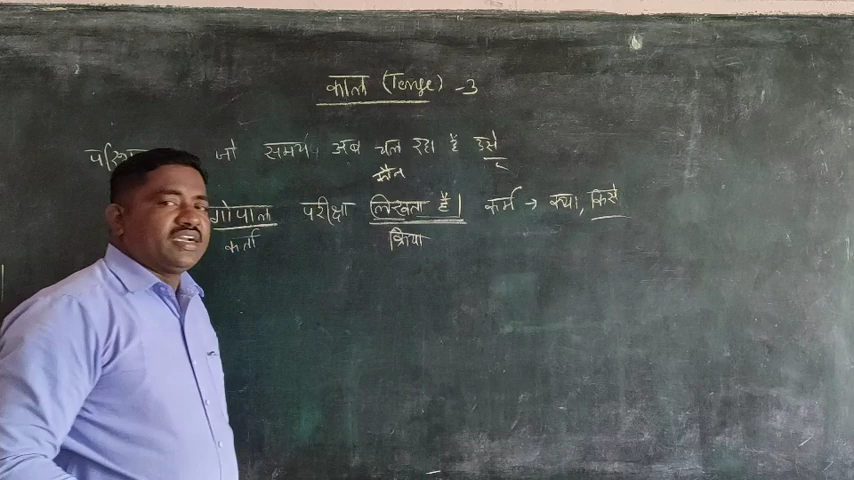 काल (Tense) -3
जो समय अब चल रहा है उसे
कौन
गोपाल परीक्षा लिखता है। कर्म → क्या, किसे
कर्ता क्रिया